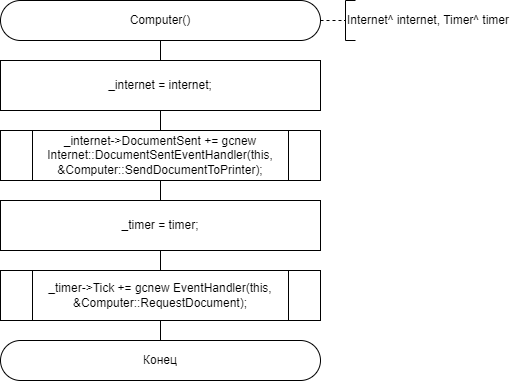 Computer()
Internet^ internet, Timer^ timer
_internet = internet;
_internet->DocumentSent += gcnew
Internet::DocumentSentEventHandler(this,
&Computer::SendDocumentToPrinter);
_timer = timer;
_timer->Tick += gcnew EventHandler(this,
&Computer::RequestDocument);
Конец